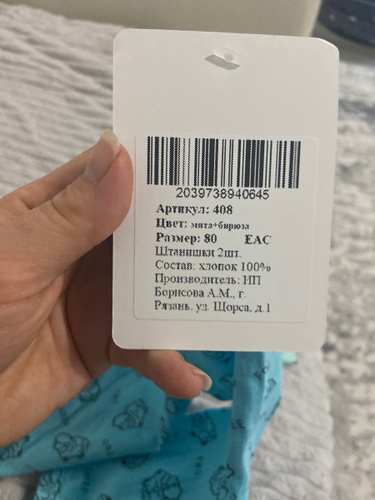 2039738940645
Артикул: 408
Цвет: мята+бирюза
Размер: 80 EAC
Штанишки 2шт.
Состав. хлопок 100%
Производитель: ИП
Борисова А.М., г.
Рязань. ул. Щорса, д.1